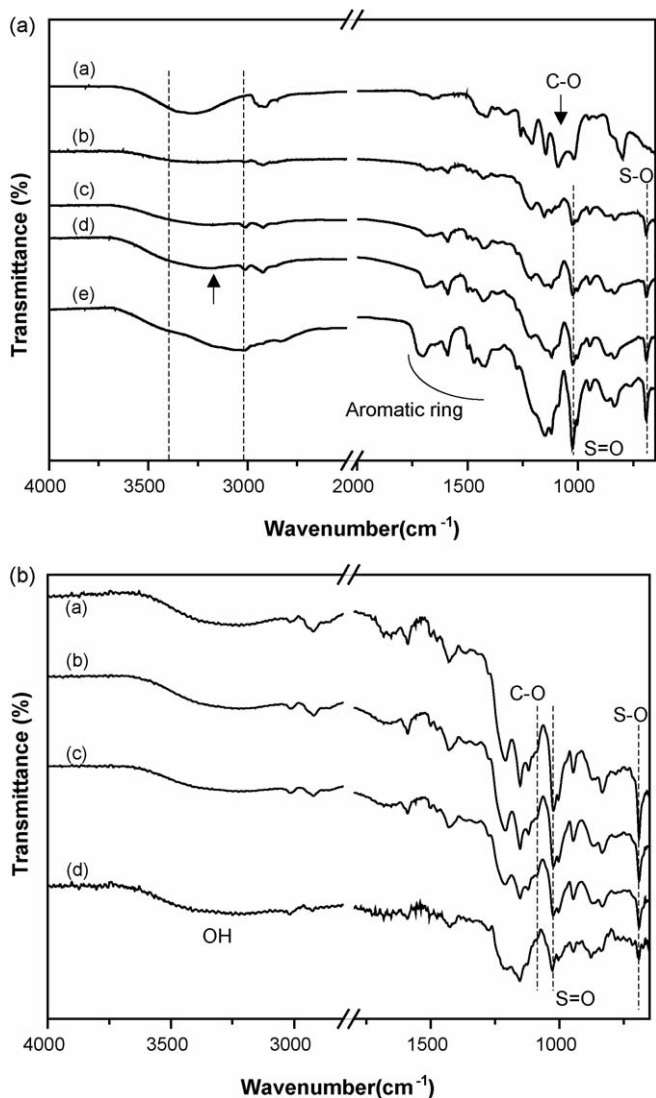 (a)
(a)
C-O
(b)
S-O
(c)
(d)
(e)
Aromatic ring
S=O
Transmittance (%)
4000 3500 3000 2000 1500 1000
Wavenumber(cm⁻¹)
(b)
(a)
(b)
C-O
S-O
(c)
(d)
OH
S=O
Transmittance (%)
4000 3500 3000 1500 1000
Wavenumber(cm⁻¹)